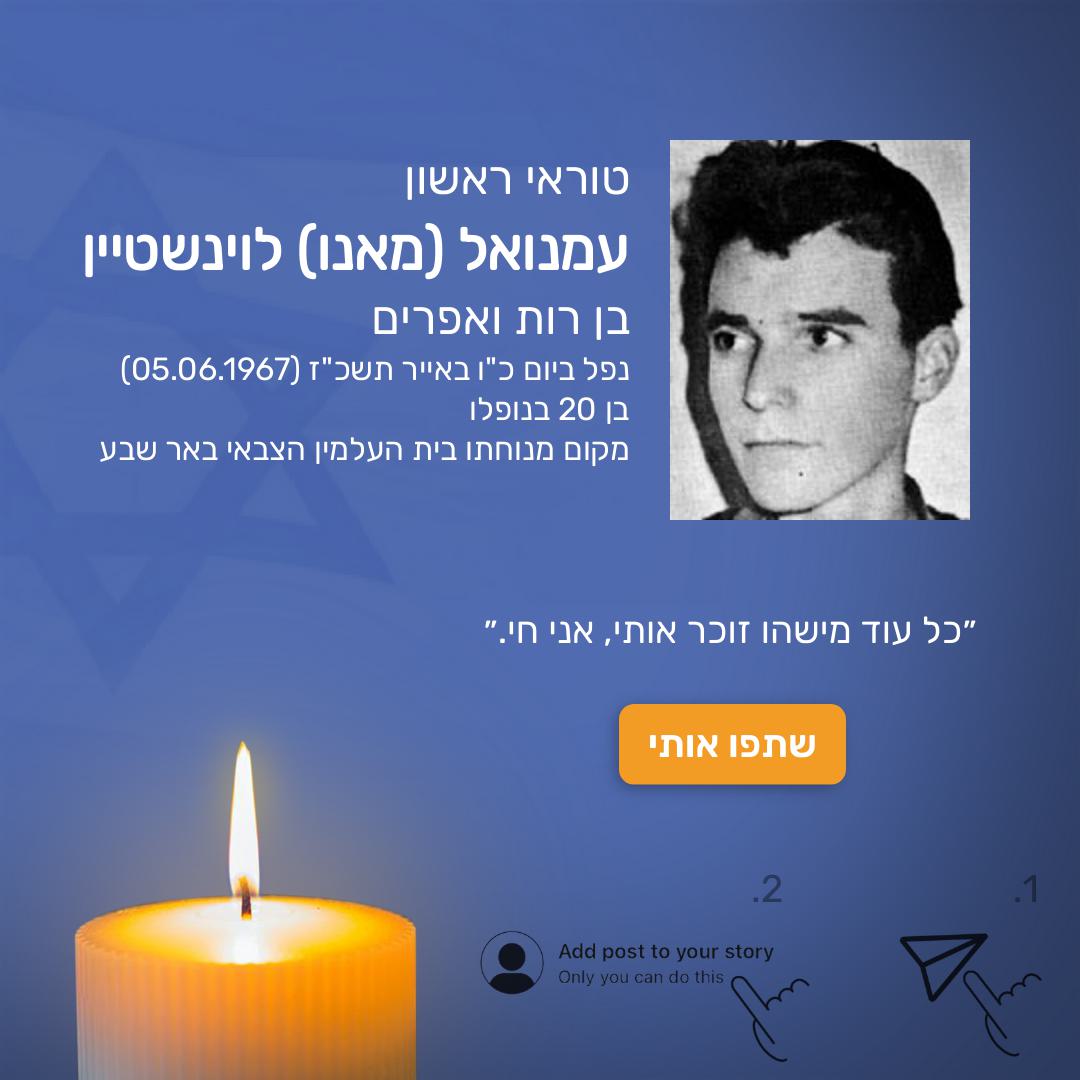 טוראי ראשון
עמנואל (מאנו) לוינשטיין
בן רות ואפרים
נפל ביום כ"ו באייר תשכ"ז (05.06.1967)
בן 20 בנופלו
מקום מנוחתו בית העלמין הצבאי באר שבע
״כל עוד מישהו זוכר אותי, אני חי.״
שתפו אותי
1.
2.
Add post to your story
Only you can do this